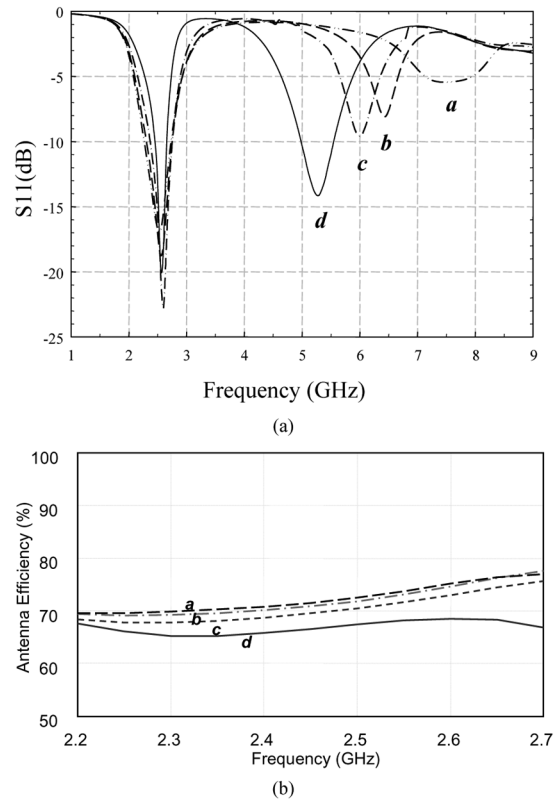 0
-5
-10
-15
-20
-25
S11(dB)
a
b
c
d
1 2 3 4 5 6 7 8 9
Frequency (GHz)
(a)
100
90
80
70
60
50
Antenna Efficiency (%)
a
b
c
d
2.2 2.3 2.4 2.5 2.6 2.7
Frequency (GHz)
(b)